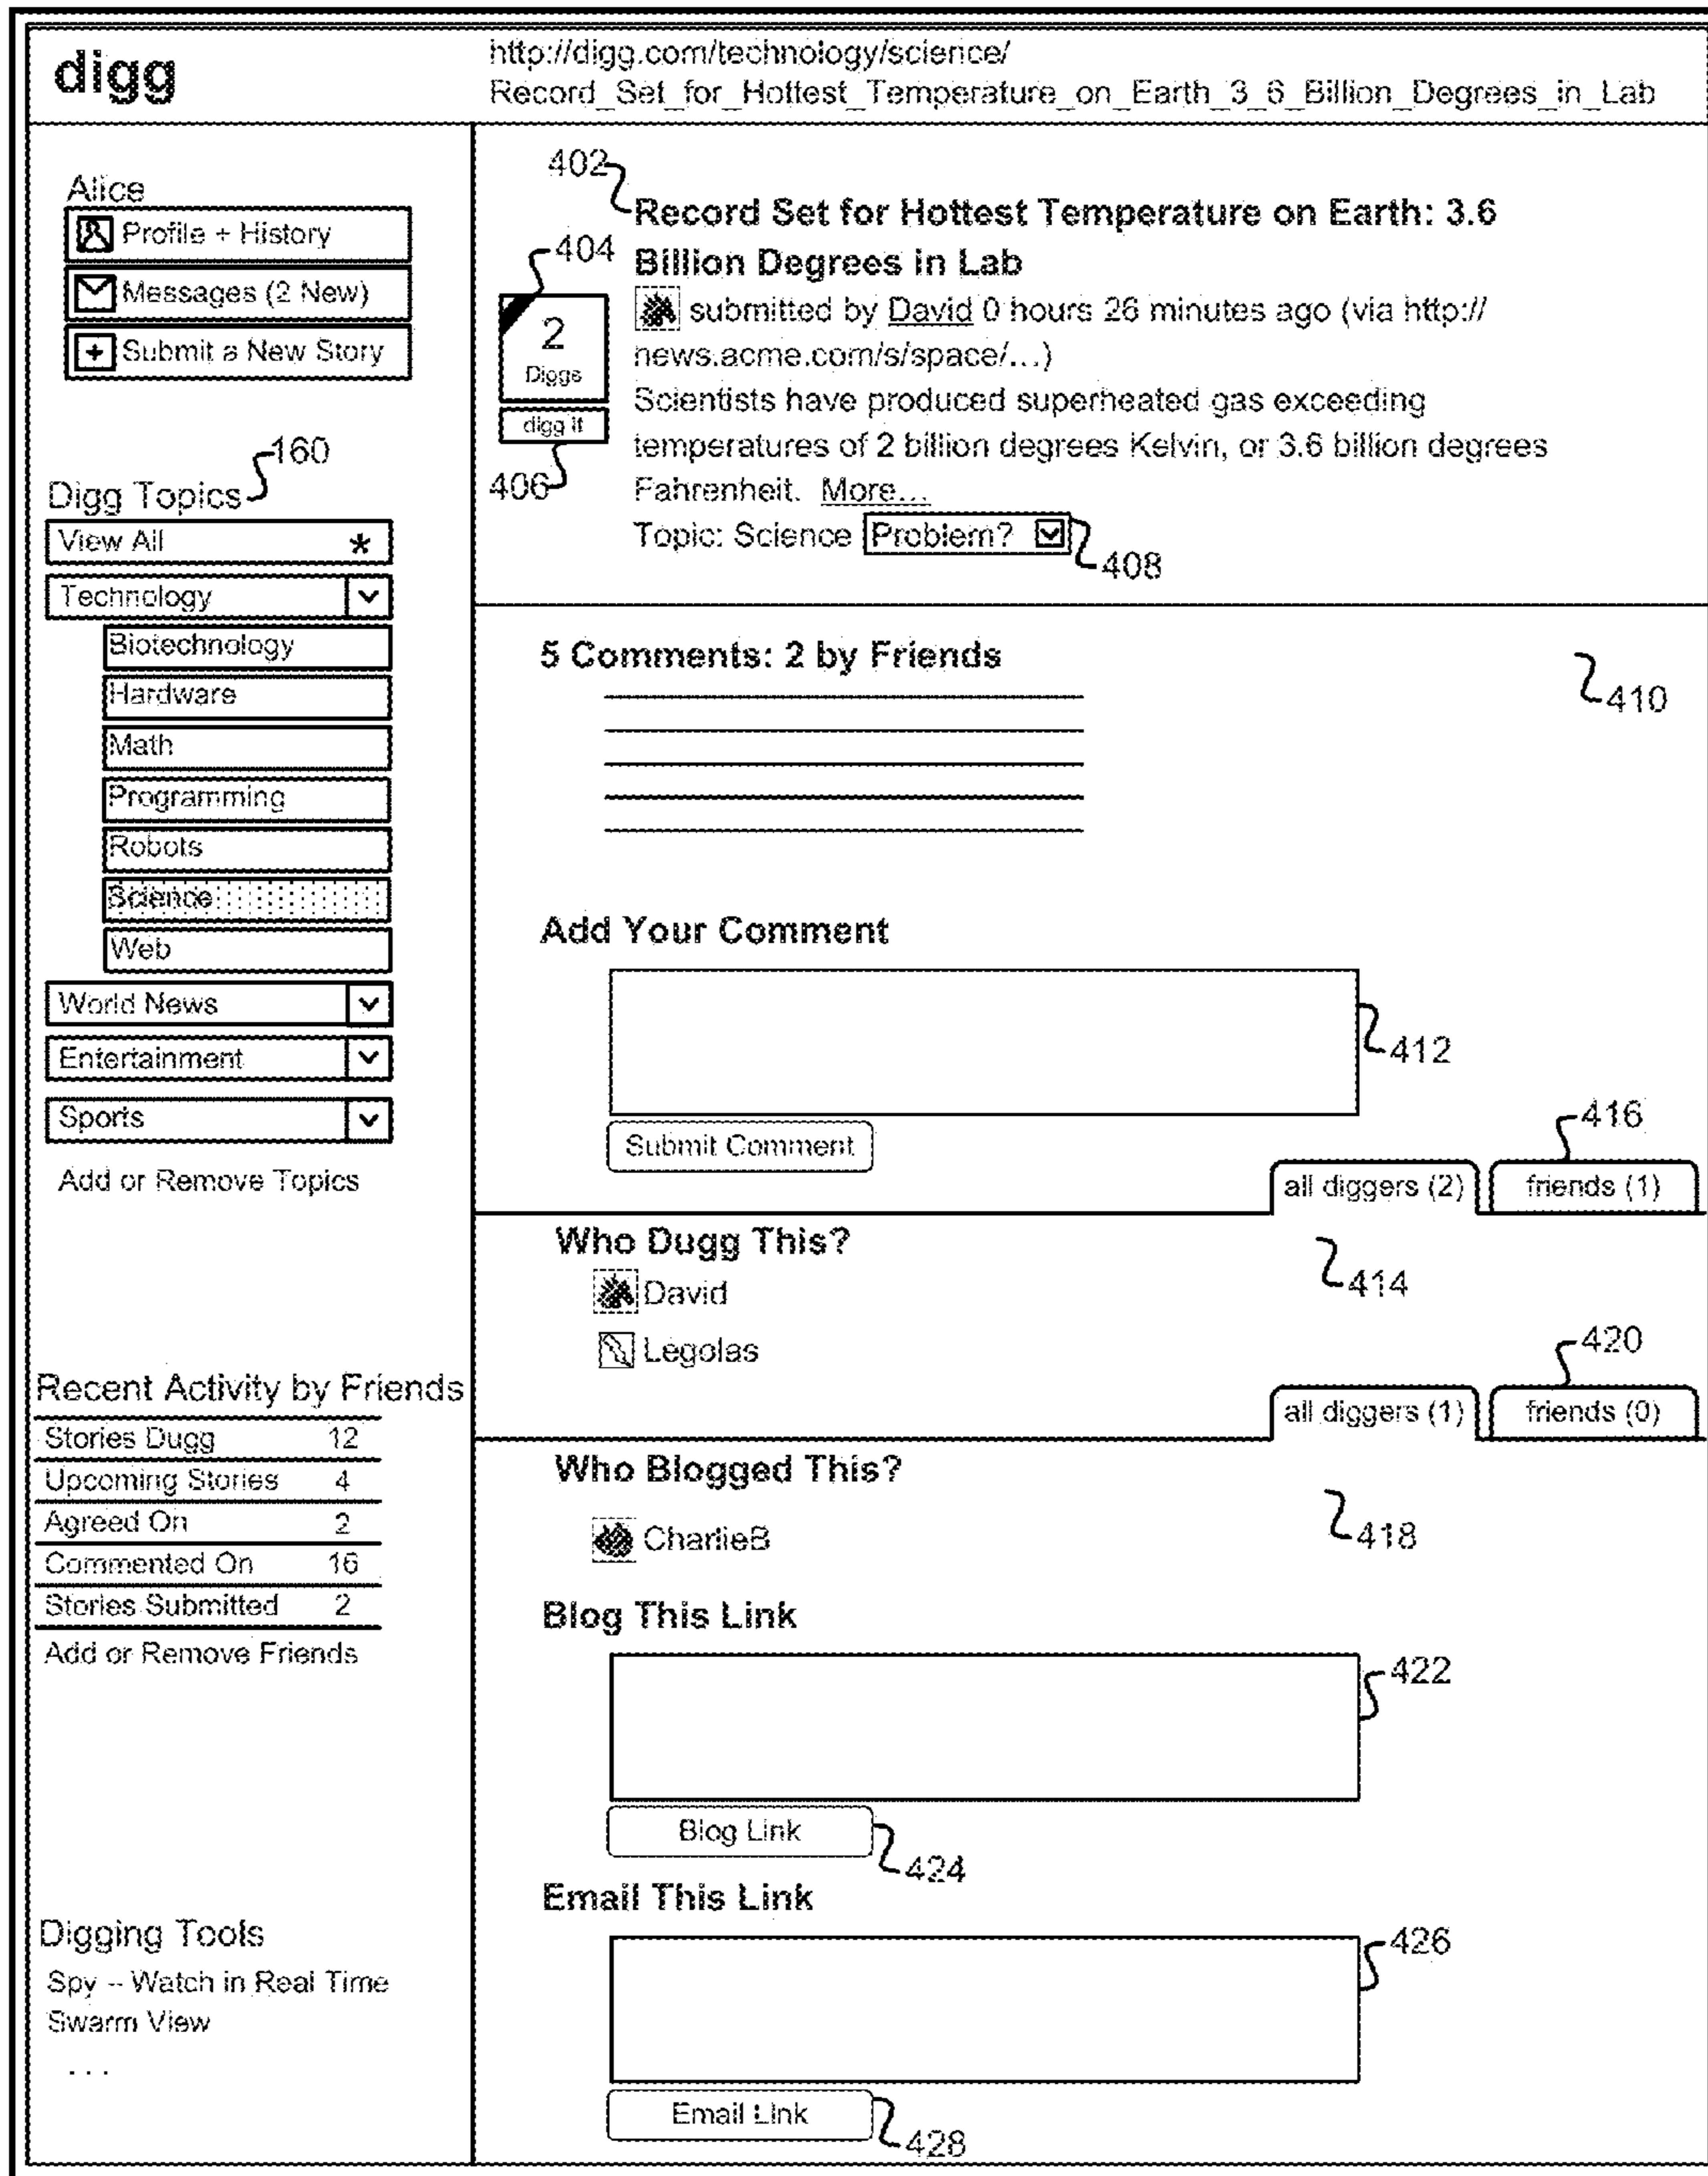 digg
http://digg.com/technology/science/
Record_Set_for_Hottest_Temperature_on_Earth_3_6_Billion_Degrees_in_Lab
Alice
Profile + History
Messages (2 New)
Submit a New Story
160
Digg Topics
View All *
Technology
Biotechnology
Hardware
Math
Programming
Robots
Science
Web
World News
Entertainment
Sports
Add or Remove Topics
Recent Activity by Friends
Stories Dugg 12
Upcoming Stories 4
Agreed On 2
Commented On 16
Stories Submitted 2
Add or Remove Friends
Digging Tools
Spy -- Watch in Real Time
Swarm View
. . .
402
Record Set for Hottest Temperature on Earth: 3.6
Billion Degrees in Lab
404
2
Diggs
digg it
406
submitted by David 0 hours 26 minutes ago (via http://
news.acme.com/s/space/...)
Scientists have produced superheated gas exceeding
temperatures of 2 billion degrees Kelvin, or 3.6 billion degrees
Fahrenheit. More...
Topic: Science Problem?
408
5 Comments: 2 by Friends
410
Add Your Comment
412
Submit Comment
416
all diggers (2) friends (1)
Who Dugg This?
414
David
Legolas
420
all diggers (1) friends (0)
Who Blogged This?
418
CharlieB
Blog This Link
422
Blog Link
424
Email This Link
426
Email Link
428